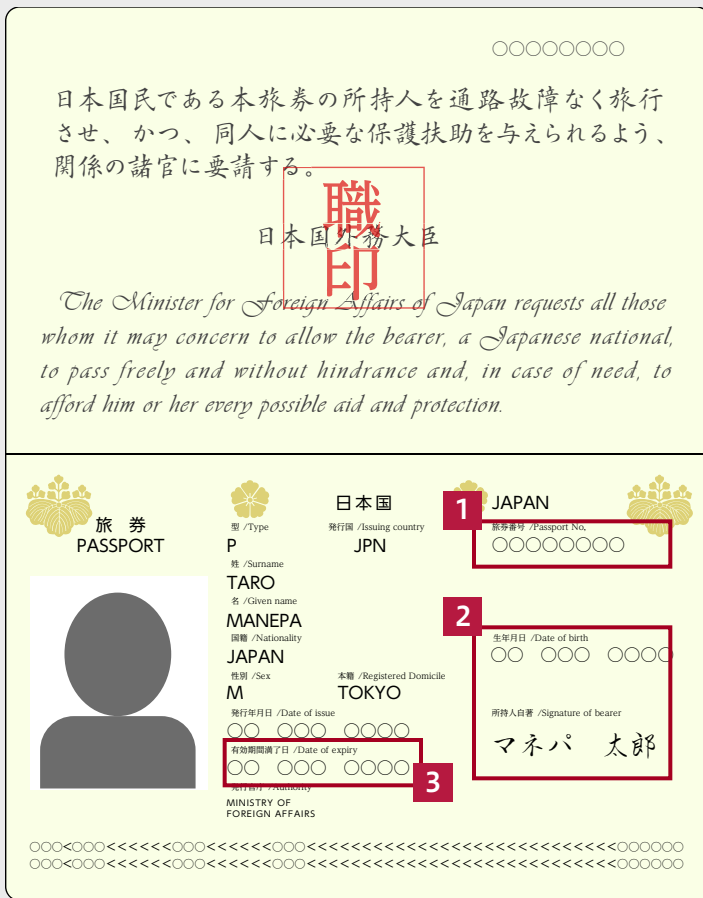 ○○○○○○○○
日本国民である本旅券の所持人を通路故障なく旅行
させ、かつ、同人に必要な保護扶助を与えられるよう、
関係の諸官に要請する。
職
日本国外務大臣
印
The Minister for Foreign Affairs of Japan requests all those
whom it may concern to allow the bearer, a Japanese national,
to pass freely and without hindrance and, in case of need, to
afford him or her every possible aid and protection.
旅 券
PASSPORT
日本国
1
JAPAN
型 /Type
発行国 /Issuing country
旅券番号 /Passport No.
P
JPN
○○○○○○○○
姓 /Surname
TARO
名 /Given name
MANEPA
2
国籍 /Nationality
生年月日 /Date of birth
JAPAN
○○ ○○○ ○○○○
性別 /Sex
本籍 /Registered Domicile
M
TOKYO
発行年月日 /Date of issue
所持人自著 /Signature of bearer
○○ ○○○ ○○○○
マネパ 太郎
有効期間満了日 /Date of expiry
○○ ○○○ ○○○○
3
発行官庁 /Authority
MINISTRY OF
FOREIGN AFFAIRS
○○○<○○○<<<<<<○○○<<<<<<○○○<<<<<<<<<<<<<<<<<<<<<<<<<<<<○○○○○○
○○○<○○○<<<<<<○○○<<<<<<○○○<<<<<<<<<<<<<<<<<<<<<<<<<<<<○○○○○○